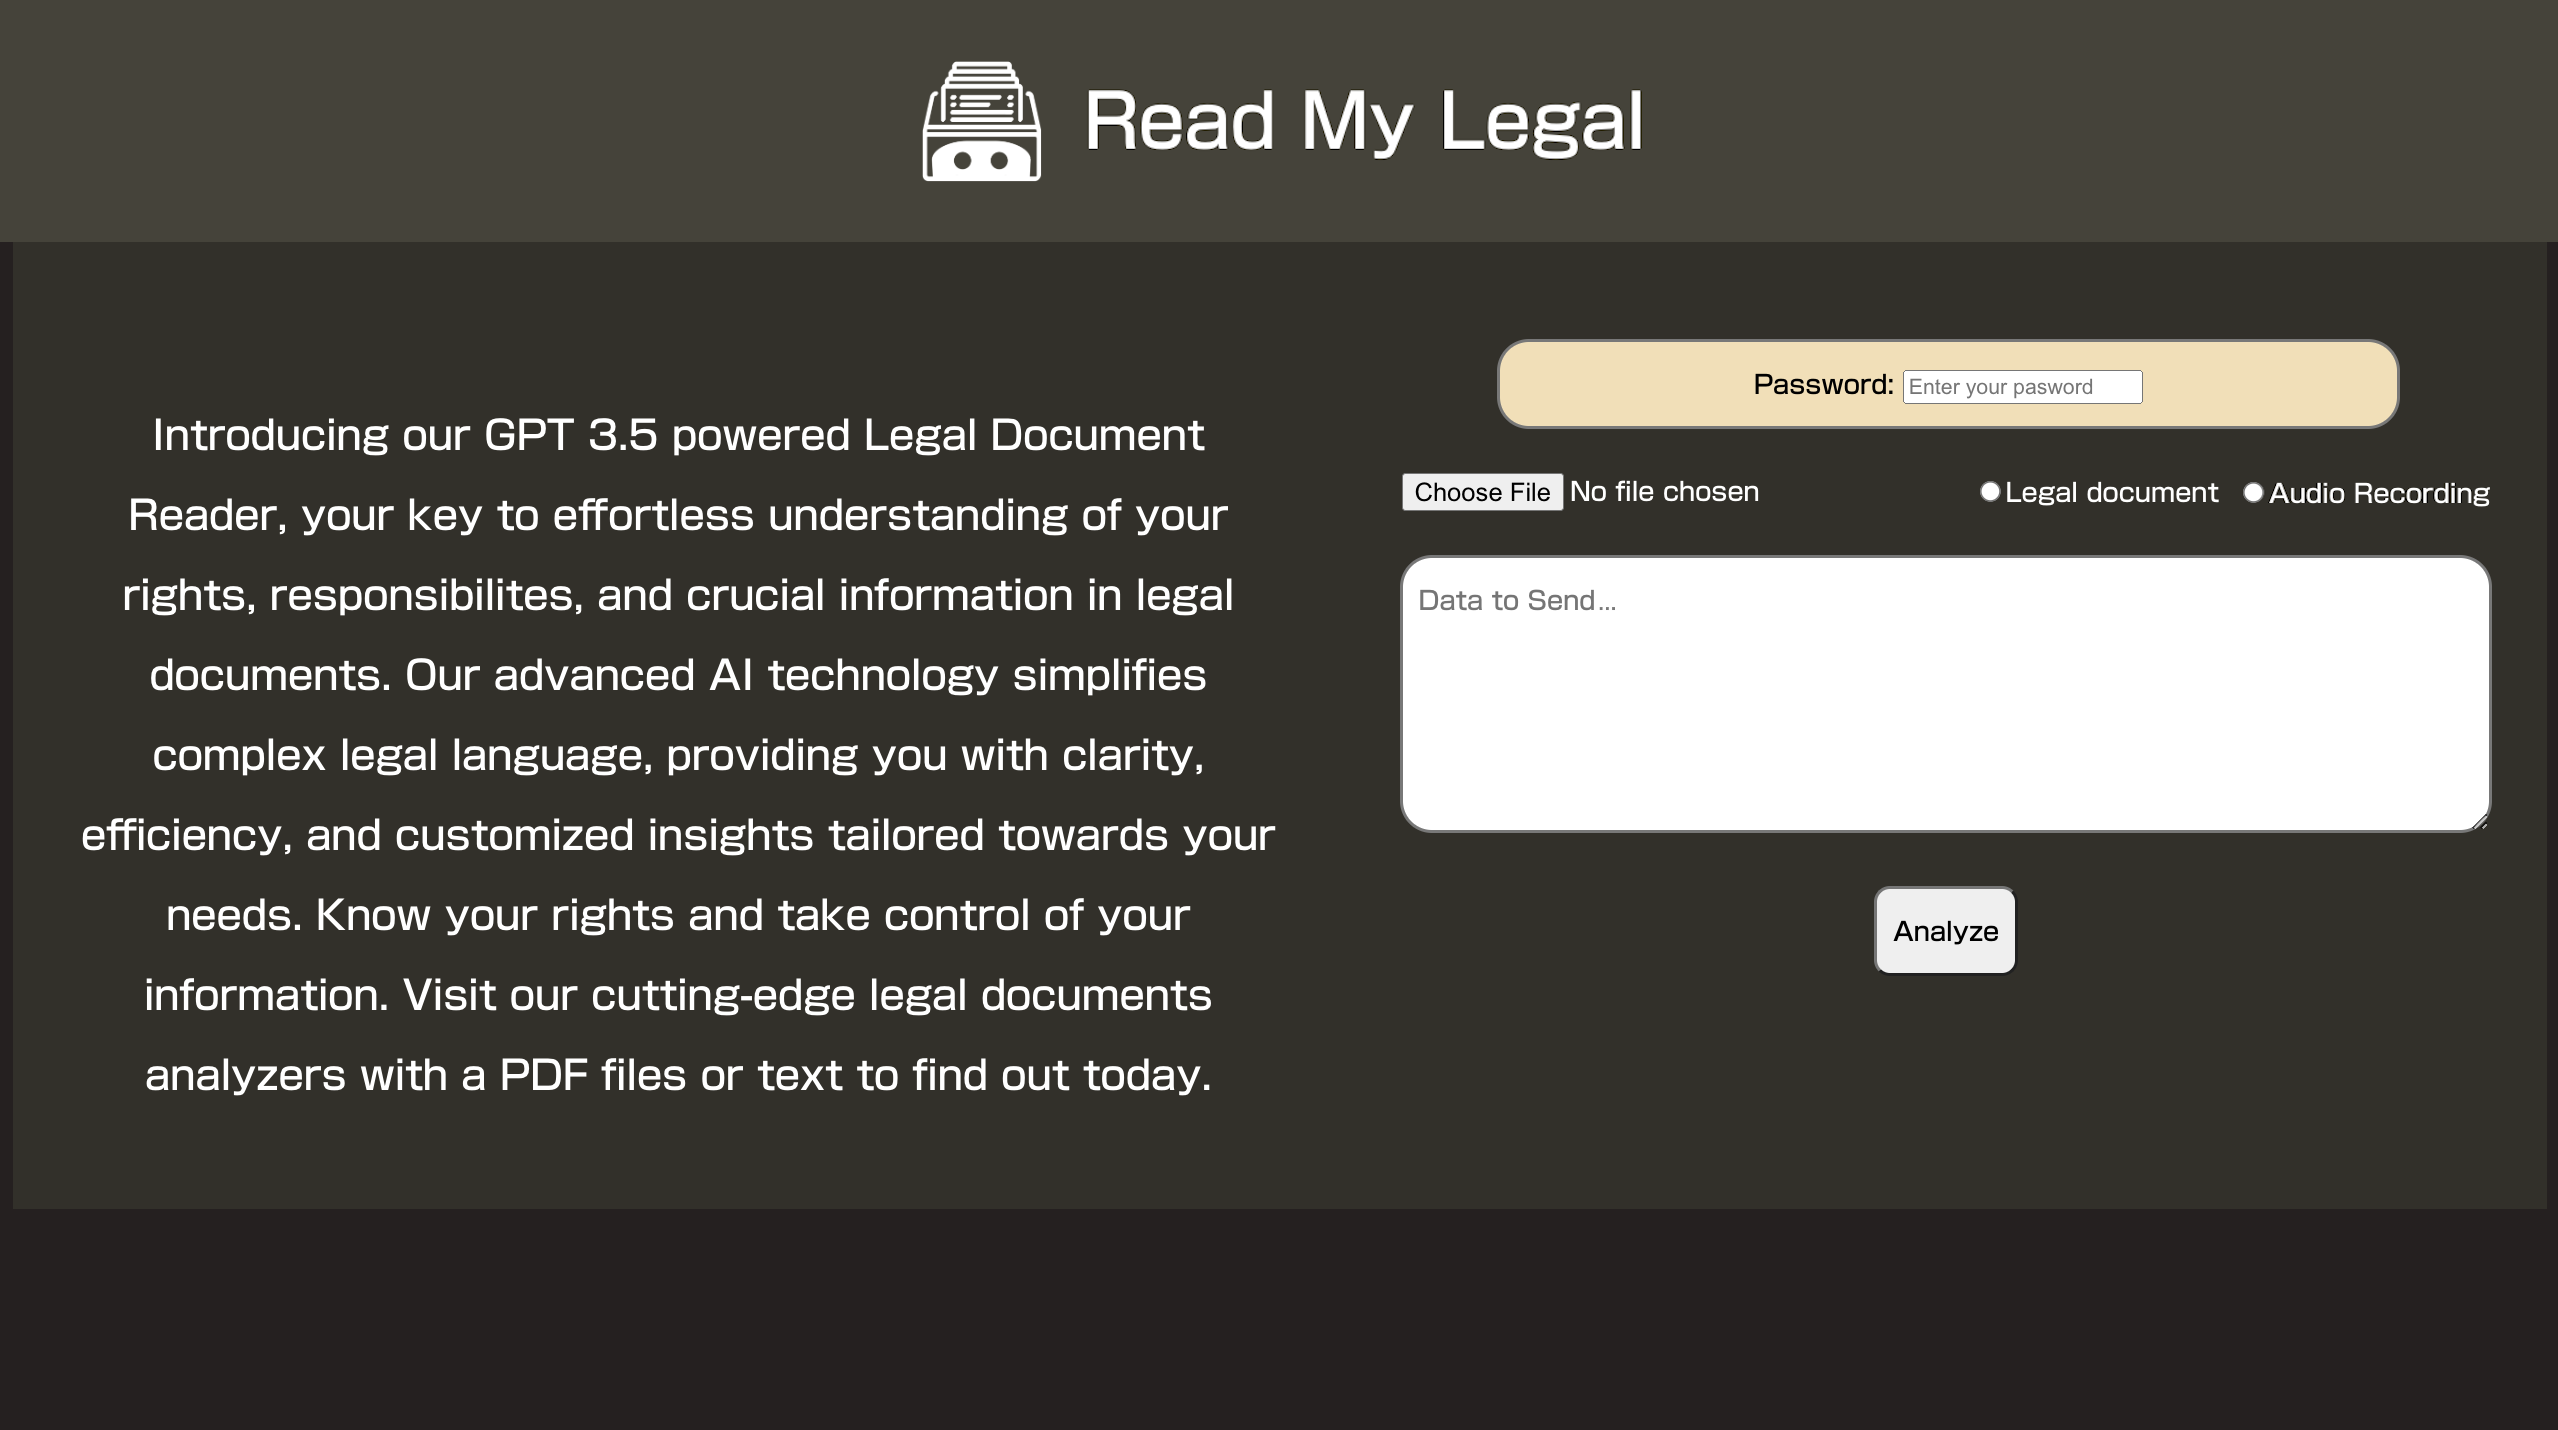 Read My Legal
Introducing our GPT 3.5 powered Legal Document
Reader, your key to effortless understanding of your
rights, responsibilites, and crucial information in legal
documents. Our advanced AI technology simplifies
complex legal language, providing you with clarity,
efficiency, and customized insights tailored towards your
needs. Know your rights and take control of your
information. Visit our cutting-edge legal documents
analyzers with a PDF files or text to find out today.
Password: Enter your pasword
Choose File No file chosen Legal document Audio Recording
Data to Send...
Analyze